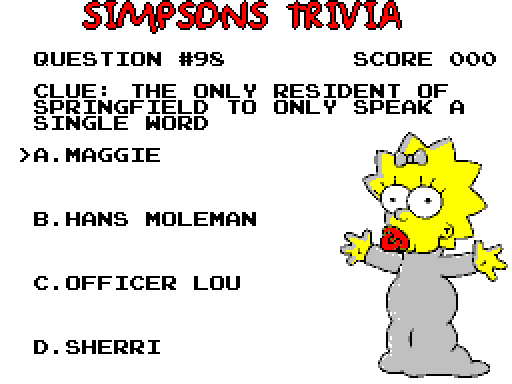 SIMPSONS TRIVIA
QUESTION #98 SCORE 000
CLUE: THE ONLY RESIDENT OF
SPRINGFIELD TO ONLY SPEAK A
SINGLE WORD
>A.MAGGIE
B.HANS MOLEMAN
C.OFFICER LOU
D.SHERRI